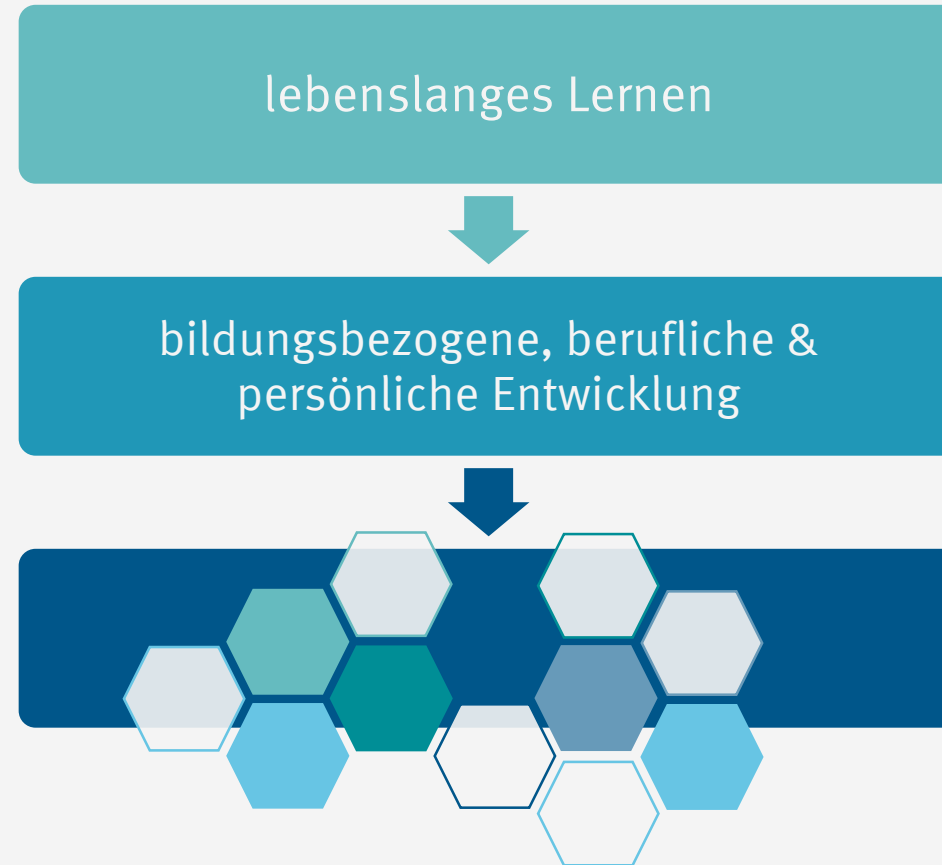 lebenslanges Lernen
bildungsbezogene, berufliche &
persönliche Entwicklung